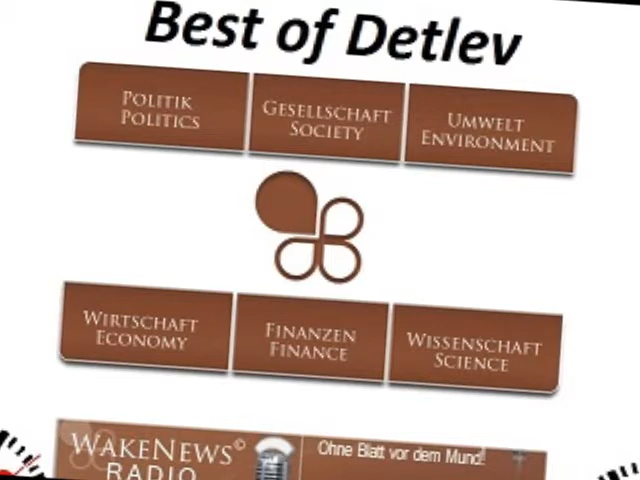 Best of Detlev
POLITIK
POLITICS
GESELLSCHAFT
SOCIETY
UMWELT
ENVIRONMENT
WIRTSCHAFT
ECONOMY
FINANZEN
FINANCE
WISSENSCHAFT
SCIENCE
WAKENEWS©
RADIO
Ohne Blatt vor dem Mund!